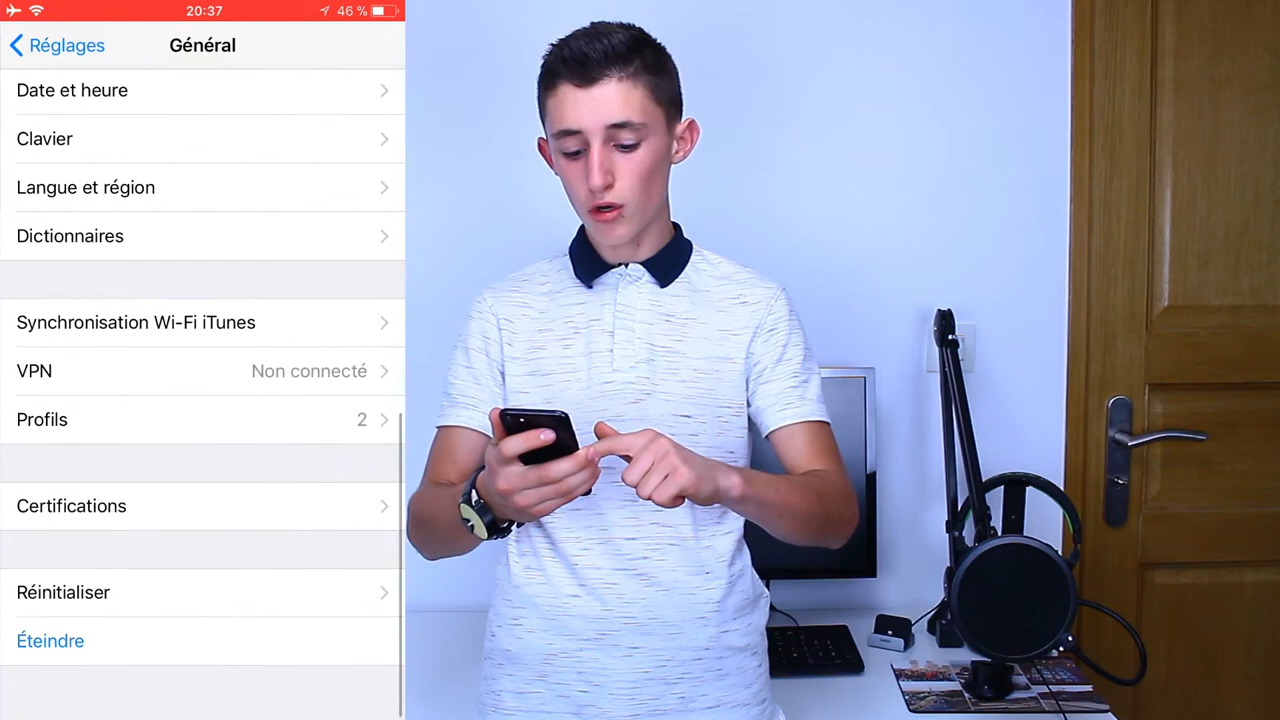 20:37
46 %
Réglages
Général
Date et heure
Clavier
Langue et région
Dictionnaires
Synchronisation Wi-Fi iTunes
VPN
Non connecté
Profils
2
Certifications
Réinitialiser
Éteindre